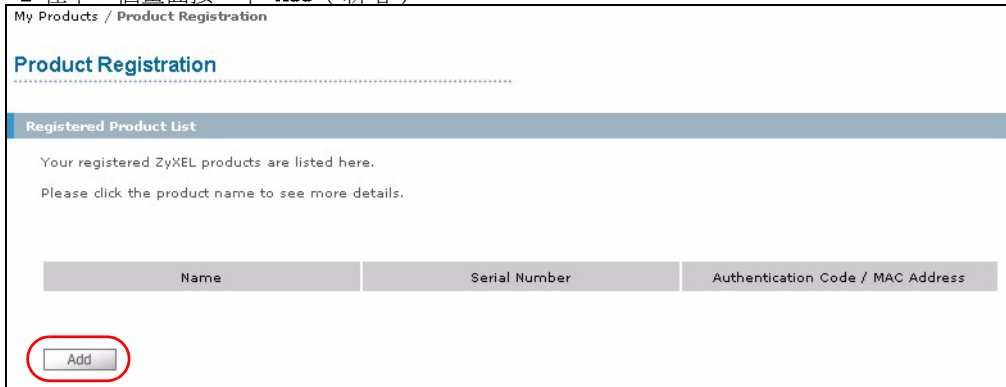 My Products / Product Registration
Product Registration
Registered Product List
Your registered ZyXEL products are listed here.
Please click the product name to see more details.
Name Serial Number Authentication Code / MAC Address
Add